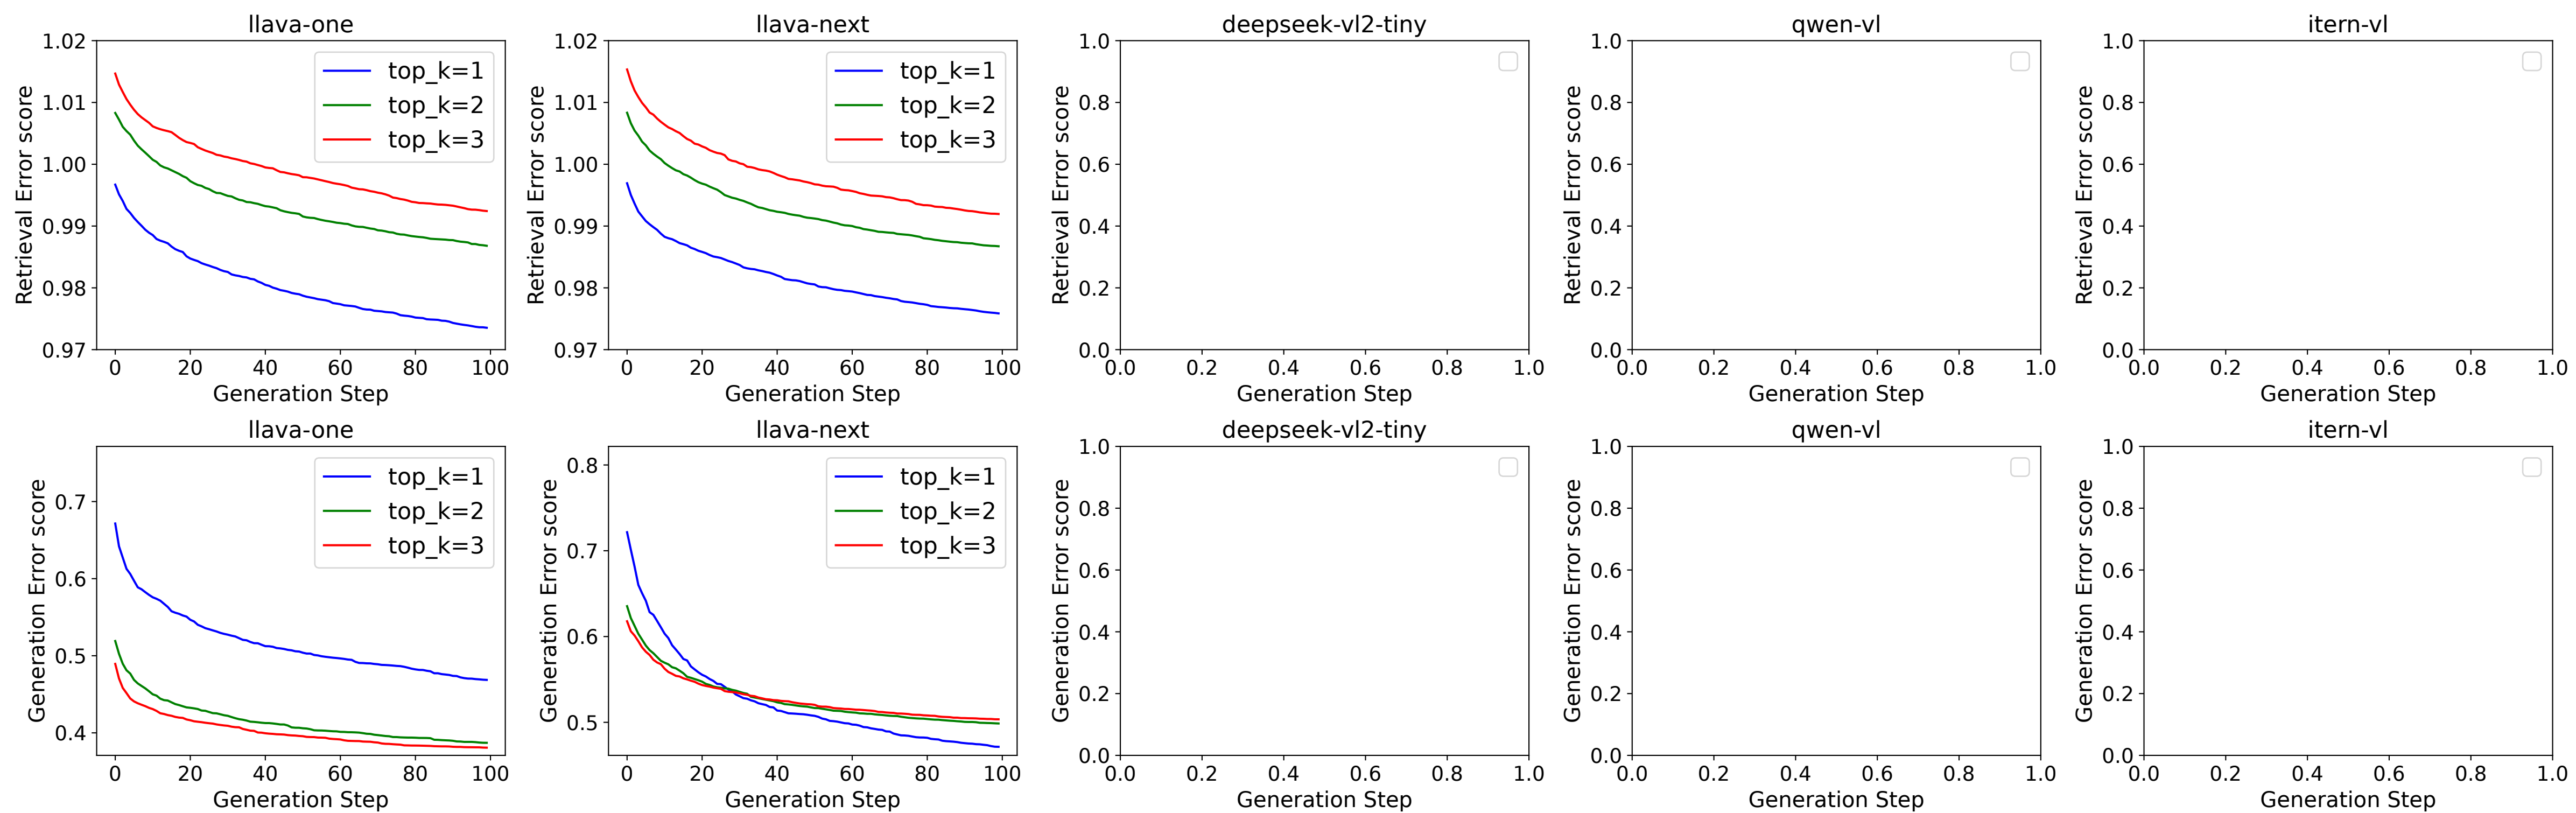 llava-one
1.02
1.01
1.00
0.99
0.98
0.97
Retrieval Error score
top_k=1
top_k=2
top_k=3
0 20 40 60 80 100
Generation Step
llava-next
1.02
1.01
1.00
0.99
0.98
0.97
Retrieval Error score
top_k=1
top_k=2
top_k=3
0 20 40 60 80 100
Generation Step
deepseek-vl2-tiny
1.0
0.8
0.6
0.4
0.2
0.0
Retrieval Error score
0.0 0.2 0.4 0.6 0.8 1.0
Generation Step
qwen-vl
1.0
0.8
0.6
0.4
0.2
0.0
Retrieval Error score
0.0 0.2 0.4 0.6 0.8 1.0
Generation Step
itern-vl
1.0
0.8
0.6
0.4
0.2
0.0
Retrieval Error score
0.0 0.2 0.4 0.6 0.8 1.0
Generation Step
llava-one
0.7
0.6
0.5
0.4
Generation Error score
top_k=1
top_k=2
top_k=3
0 20 40 60 80 100
Generation Step
llava-next
0.8
0.7
0.6
0.5
Generation Error score
top_k=1
top_k=2
top_k=3
0 20 40 60 80 100
Generation Step
deepseek-vl2-tiny
1.0
0.8
0.6
0.4
0.2
0.0
Generation Error score
0.0 0.2 0.4 0.6 0.8 1.0
Generation Step
qwen-vl
1.0
0.8
0.6
0.4
0.2
0.0
Generation Error score
0.0 0.2 0.4 0.6 0.8 1.0
Generation Step
itern-vl
1.0
0.8
0.6
0.4
0.2
0.0
Generation Error score
0.0 0.2 0.4 0.6 0.8 1.0
Generation Step